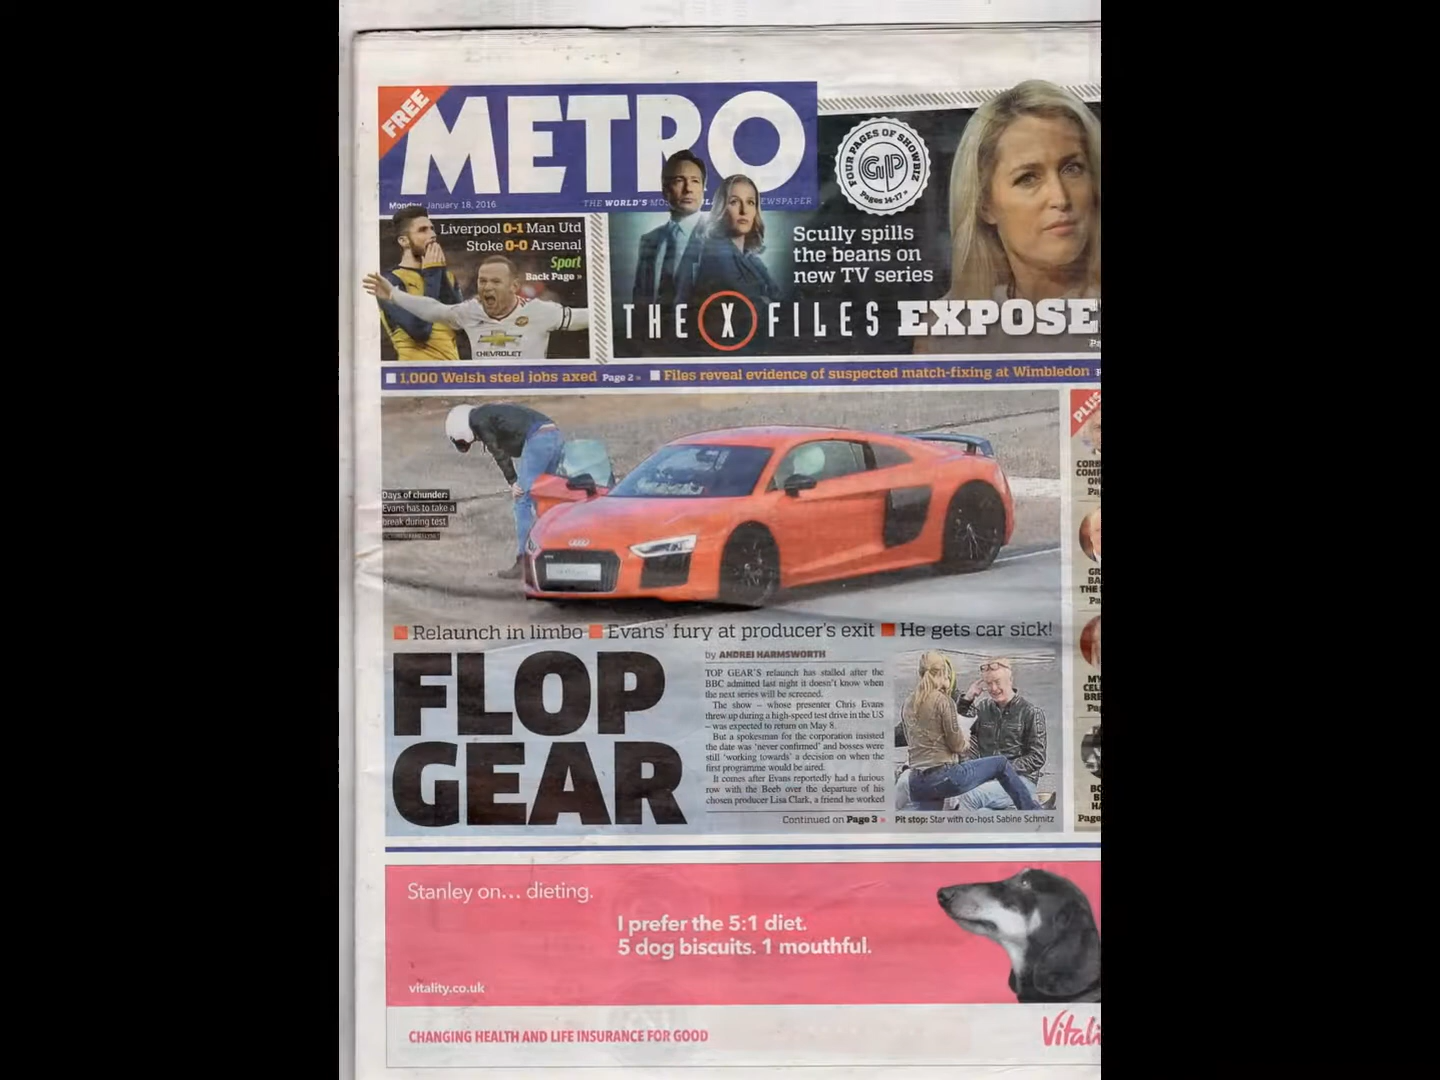 FREE
METRO
Monday, January 18, 2016
THE WORLD'S NEWSPAPER
Liverpool 0-1 Man Utd
Stoke 0-0 Arsenal
Sport
Back Page »
CHEVROLET
FOUR PAGES OF SHOWBIZ
Pages 14-17 »
Scully spills
the beans on
new TV series
THE X FILES EXPOSE
1,000 Welsh steel jobs axed Page 2 » Files reveal evidence of suspected match-fixing at Wimbledon
PLUS
Days of chunder:
Evans has to take a
break during test
Relaunch in limbo Evans' fury at producer's exit He gets car sick!
FLOP
GEAR
by ANDREI HARMSWORTH
TOP GEAR'S relaunch has stalled after the
BBC admitted last night it doesn't know when
the next series will be screened.
The show – whose presenter Chris Evans
threw up during a high-speed test drive in the US
– was expected to return on May 8.
But a spokesman for the corporation insisted
the date was 'never confirmed' and bosses were
still 'working towards' a decision on when the
first programme would be aired.
It comes after Evans reportedly had a furious
row with the Beeb over the departure of his
chosen producer Lisa Clark, a friend he worked
Continued on Page 3 »
Pit stop: Star with co-host Sabine Schmitz
Stanley on... dieting.
I prefer the 5:1 diet.
5 dog biscuits. 1 mouthful.
vitality.co.uk
CHANGING HEALTH AND LIFE INSURANCE FOR GOOD